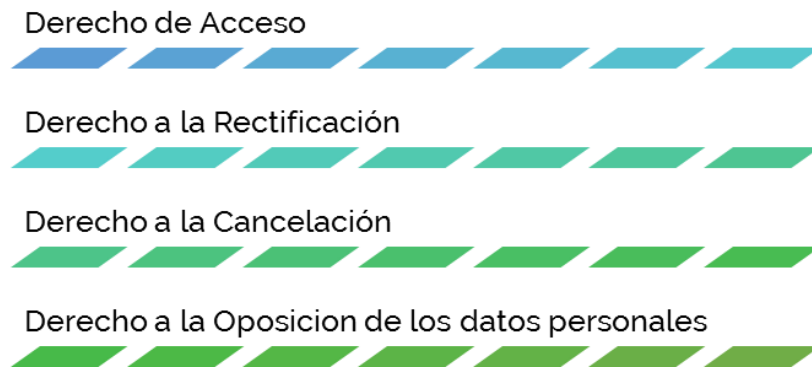 Derecho de Acceso
Derecho a la Rectificación
Derecho a la Cancelación
Derecho a la Oposicion de los datos personales